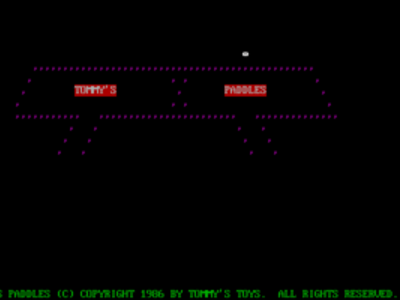 TOMMY'S PADDLES
PADDLES (C) COPYRIGHT 1986 BY TOMMY'S TOYS. ALL RIGHTS RESERVED.